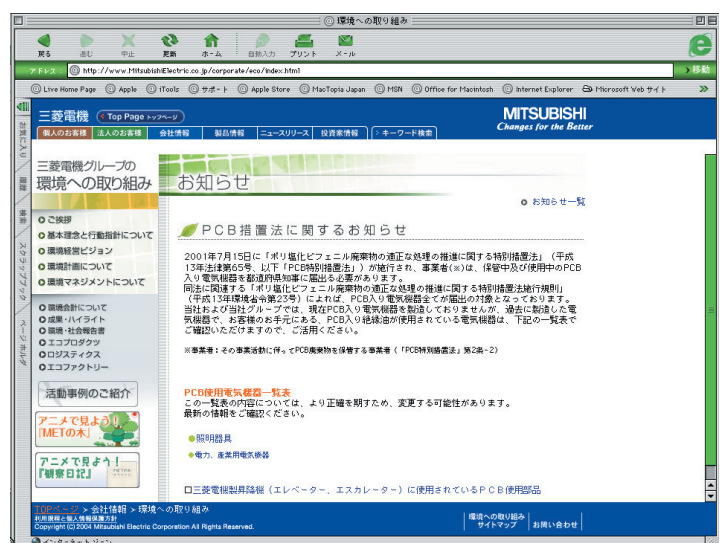 環境への取り組み
戻る 進む 中止 更新 ホーム 自動入力 プリント メール
アドレス: http://www.MitsubishiElectric.co.jp/corporate/eco/index.html 移動
Live Home Page Apple iTools サポート Apple Store MacTopia Japan MSN Office for Macintosh Internet Explorer Microsoft Web サイト
お気に入り
履歴
検索
スクラップブック
ページ ホルダ
三菱電機 Top Page トップページへ
MITSUBISHI
Changes for the Better
個人のお客様 法人のお客様 会社情報 製品情報 ニュースリリース 投資家情報 キーワード検索
三菱電機グループの
環境への取り組み
お知らせ
お知らせ一覧
ご挨拶
基本理念と行動指針について
環境経営ビジョン
環境計画について
環境マネジメントについて
環境会計について
成果・ハイライト
環境・社会報告書
エコプロダクツ
ロジスティクス
エコファクトリー
活動事例のご紹介
アニメで見よう!
「METの木」
アニメで見よう!
『観察日記』
PCB措置法に関するお知らせ
2001年7月15日に「ポリ塩化ビフェニル廃棄物の適正な処理の推進に関する特別措置法」(平成
13年法律第65号、以下「PCB特別措置法」)が施行され、事業者(※)は、保管中及び使用中のPCB
入り電気機器を都道府県知事に届出る必要があります。
同法に関連する「ポリ塩化ビフェニル廃棄物の適正な処理の推進に関する特別措置法施行規則」
(平成13年環境省令第23号)によれば、PCB入り電気機器全てが届出の対象となっております。
当社および当社グループでは、現在PCB入り電気機器を製造しておりませんが、過去に製造した電
気機器で、お客様のお手元にある、PCB入り絶縁油が使用されている電気機器は、下記の一覧表で
ご確認いただけますので、ご活用ください。
※事業者:その事業活動に伴ってPCB廃棄物を保管する事業者(「PCB特別措置法」第2条-2)
PCB使用電気機器一覧表
この一覧表の内容については、より正確を期すため、変更する可能性があります。
最新の情報をご確認ください。
●照明器具
●電力、産業用電気機器
□三菱電機製昇降機(エレベーター、エスカレーター)に使用されているPCB使用部品
TOPページ > 会社情報 > 環境への取り組み
利用規程と個人情報保護方針
Copyright (C) 2004 Mitsubishi Electric Corporation All Rights Reserved.
環境への取り組み
サイトマップ お問い合わせ
インターネット ゾーン